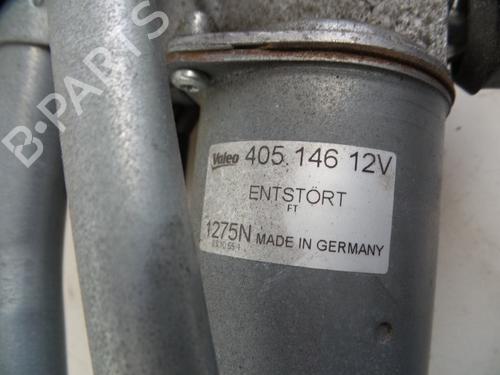 B-PARTS
Valeo 405.146 12V
ENTSTÖRT
FT
1275N MADE IN GERMANY